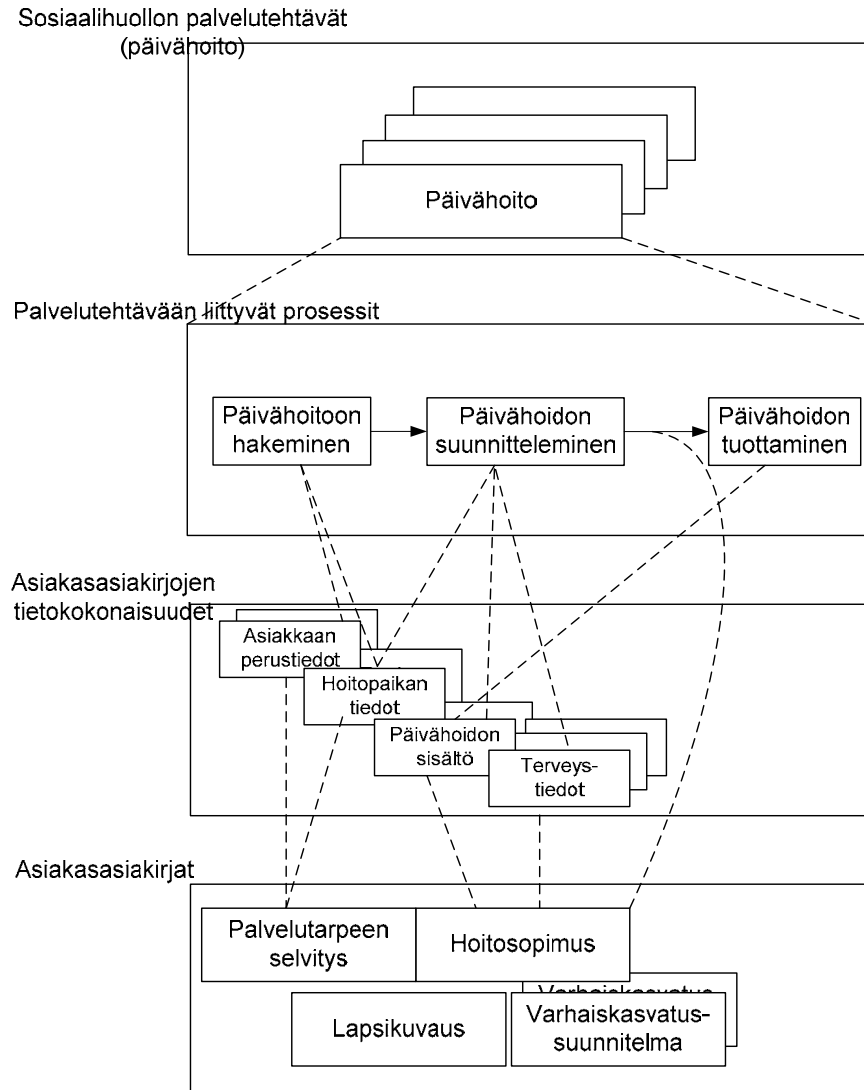 Sosiaalihuollon palvelutehtävät
(päivähoito)
Päivähoito
Palvelutehtävään liittyvät prosessit
Päivähoitoon
hakeminen
Päivähoidon
suunnitteleminen
Päivähoidon
tuottaminen
Asiakasasiakirjojen
tietokokonaisuudet
Asiakkaan
perustiedot
Hoitopaikan
tiedot
Päivähoidon
sisältö
Terveys-
tiedot
Asiakasasiakirjat
Palvelutarpeen
selvitys
Hoitosopimus
Varhaiskasvatus
Lapsikuvaus
Varhaiskasvatus-
suunnitelma